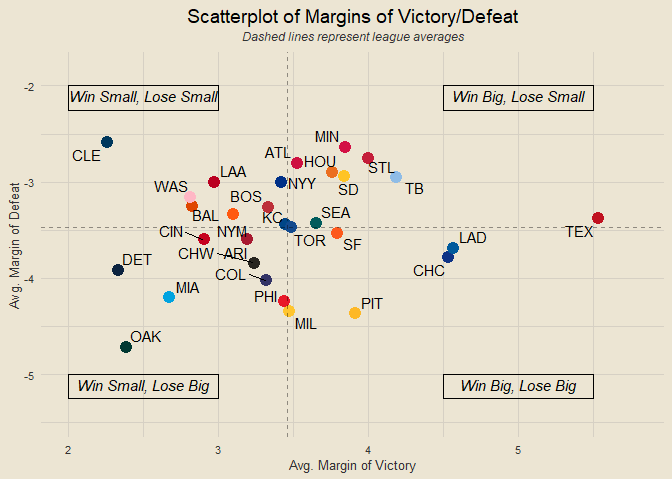 Scatterplot of Margins of Victory/Defeat
Dashed lines represent league averages
-2
Win Small, Lose Small
Win Big, Lose Small
MIN
CLE
ATL
HOU
STL
LAA
-3
WAS
NYY
SD
TB
BOS
BAL
KC
SEA
TEX
CIN
NYM
TOR
SF
LAD
CHW
ARI
DET
COL
CHC
-4
MIA
PHI
PIT
MIL
OAK
-5
Win Small, Lose Big
Win Big, Lose Big
2
3
4
5
Avg. Margin of Victory
Avg. Margin of Defeat